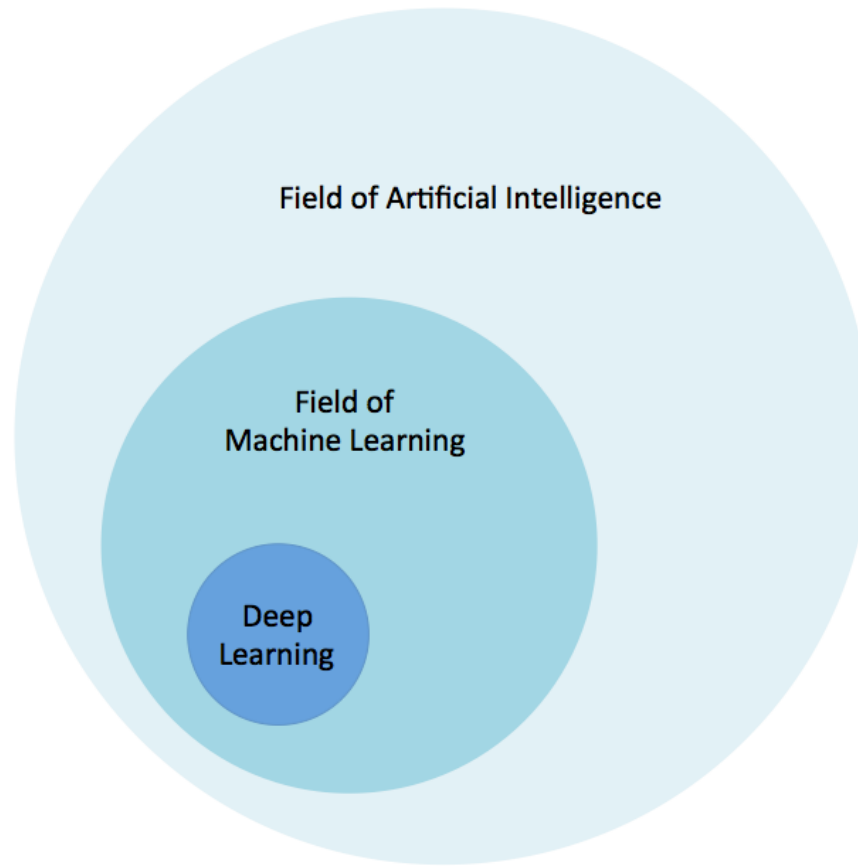 Field of Artificial Intelligence
Field of
Machine Learning
Deep
Learning